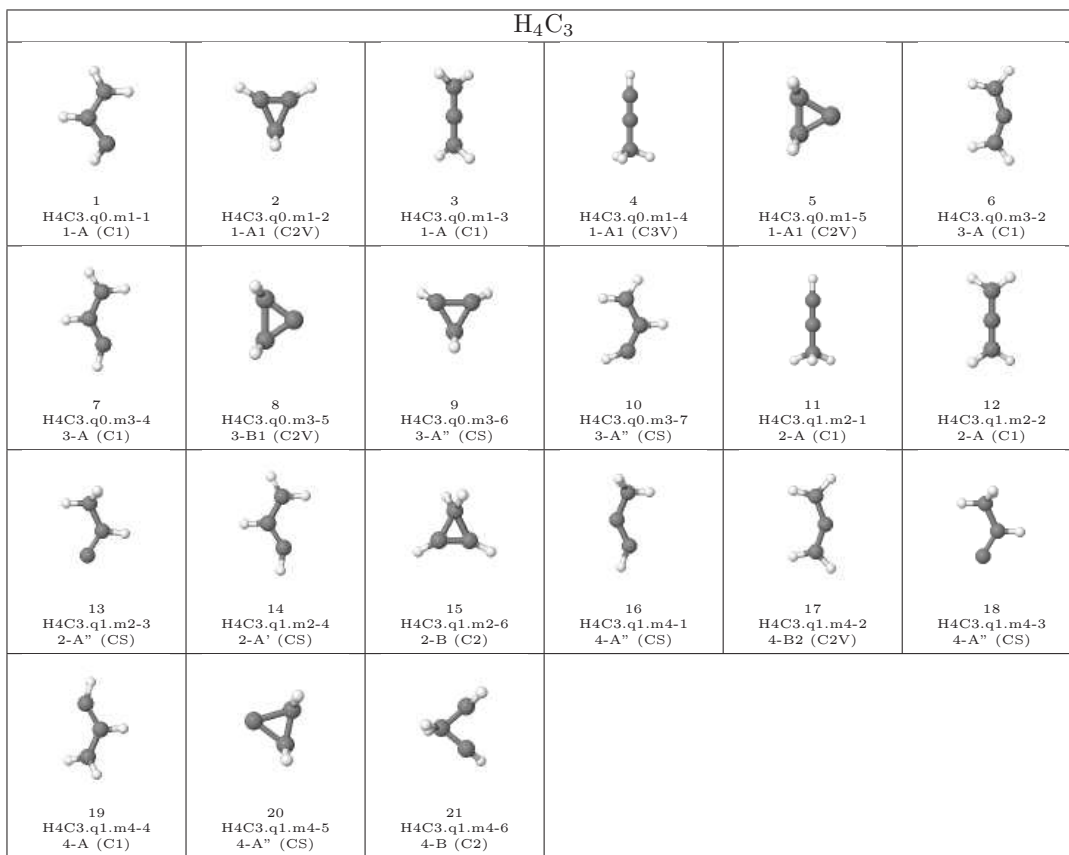 H₄C₃
1
H4C3.q0.m1-1
1-A (C1)
2
H4C3.q0.m1-2
1-A1 (C2V)
3
H4C3.q0.m1-3
1-A (C1)
4
H4C3.q0.m1-4
1-A1 (C3V)
5
H4C3.q0.m1-5
1-A1 (C2V)
6
H4C3.q0.m3-2
3-A (C1)
7
H4C3.q0.m3-4
3-A (C1)
8
H4C3.q0.m3-5
3-B1 (C2V)
9
H4C3.q0.m3-6
3-A" (CS)
10
H4C3.q0.m3-7
3-A" (CS)
11
H4C3.q1.m2-1
2-A (C1)
12
H4C3.q1.m2-2
2-A (C1)
13
H4C3.q1.m2-3
2-A" (CS)
14
H4C3.q1.m2-4
2-A' (CS)
15
H4C3.q1.m2-6
2-B (C2)
16
H4C3.q1.m4-1
4-A" (CS)
17
H4C3.q1.m4-2
4-B2 (C2V)
18
H4C3.q1.m4-3
4-A" (CS)
19
H4C3.q1.m4-4
4-A (C1)
20
H4C3.q1.m4-5
4-A" (CS)
21
H4C3.q1.m4-6
4-B (C2)